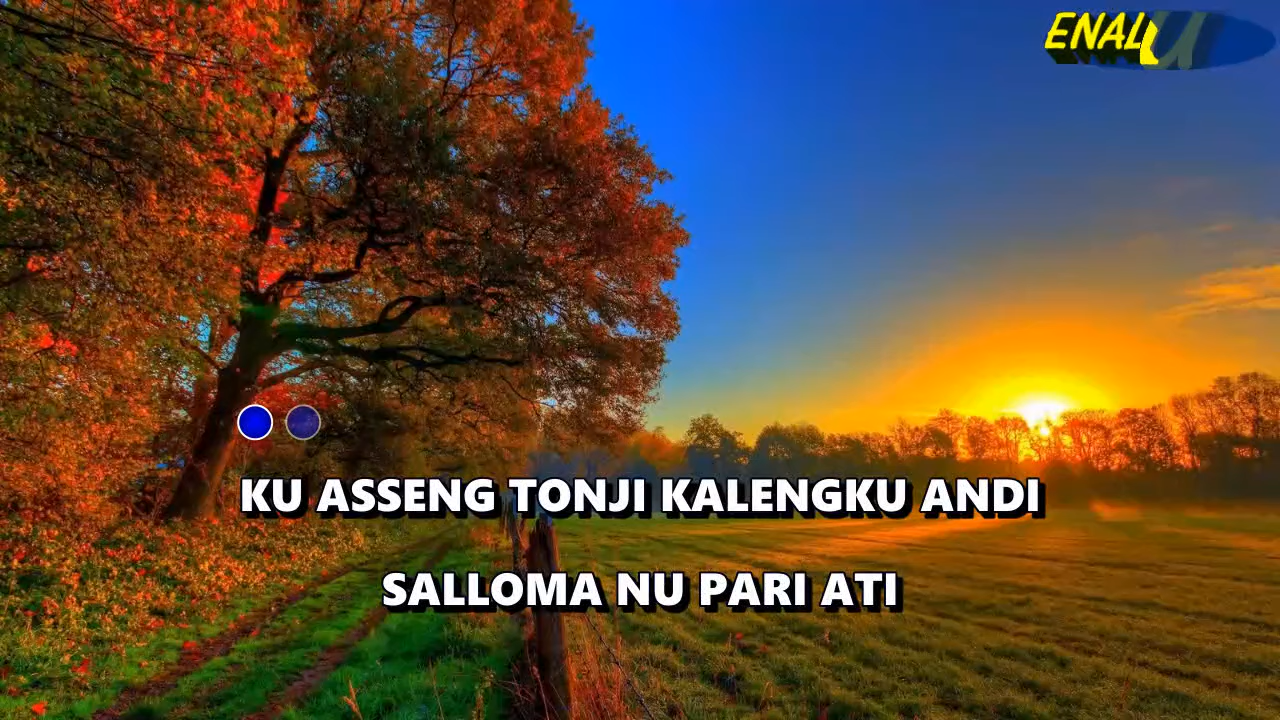 ENAL U
KU ASSENG TONJI KALENGKU ANDI
SALLOMA NU PARI ATI